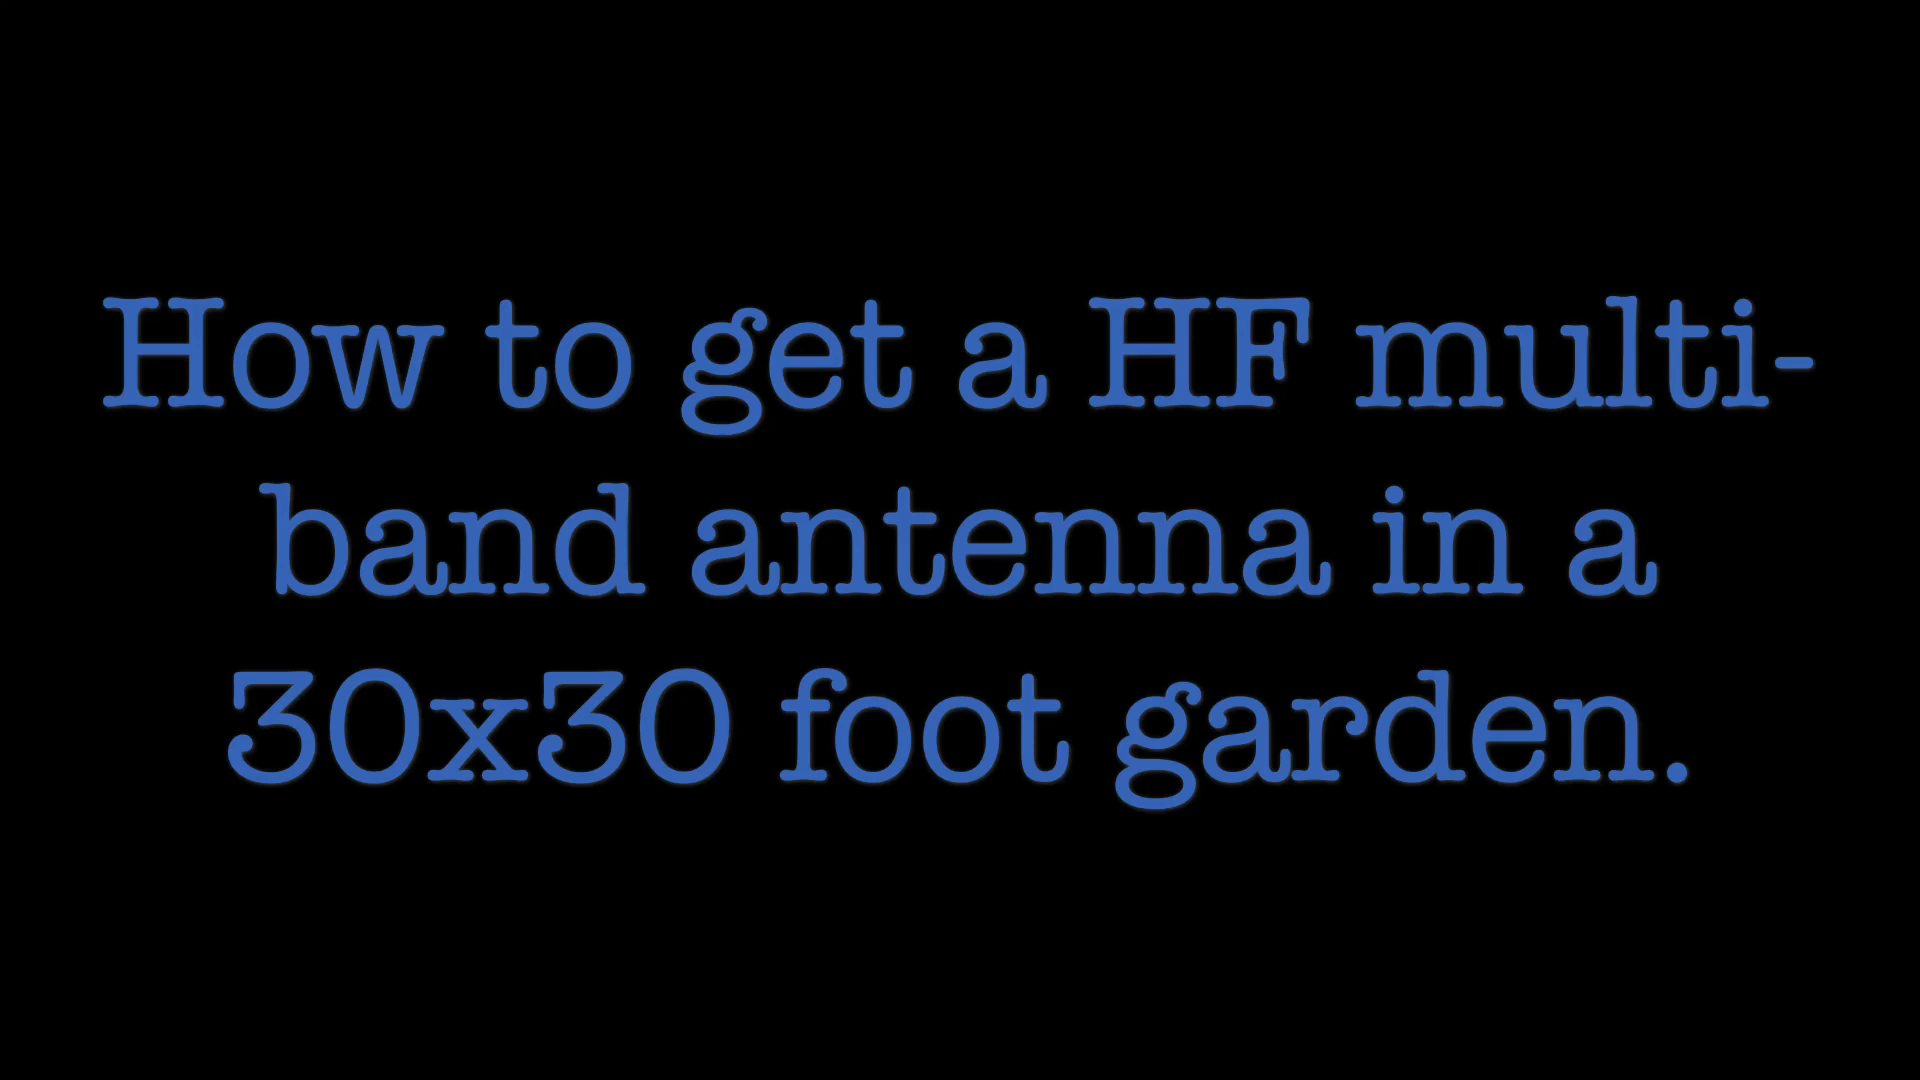 How to get a HF multi-
band antenna in a
30x30 foot garden.